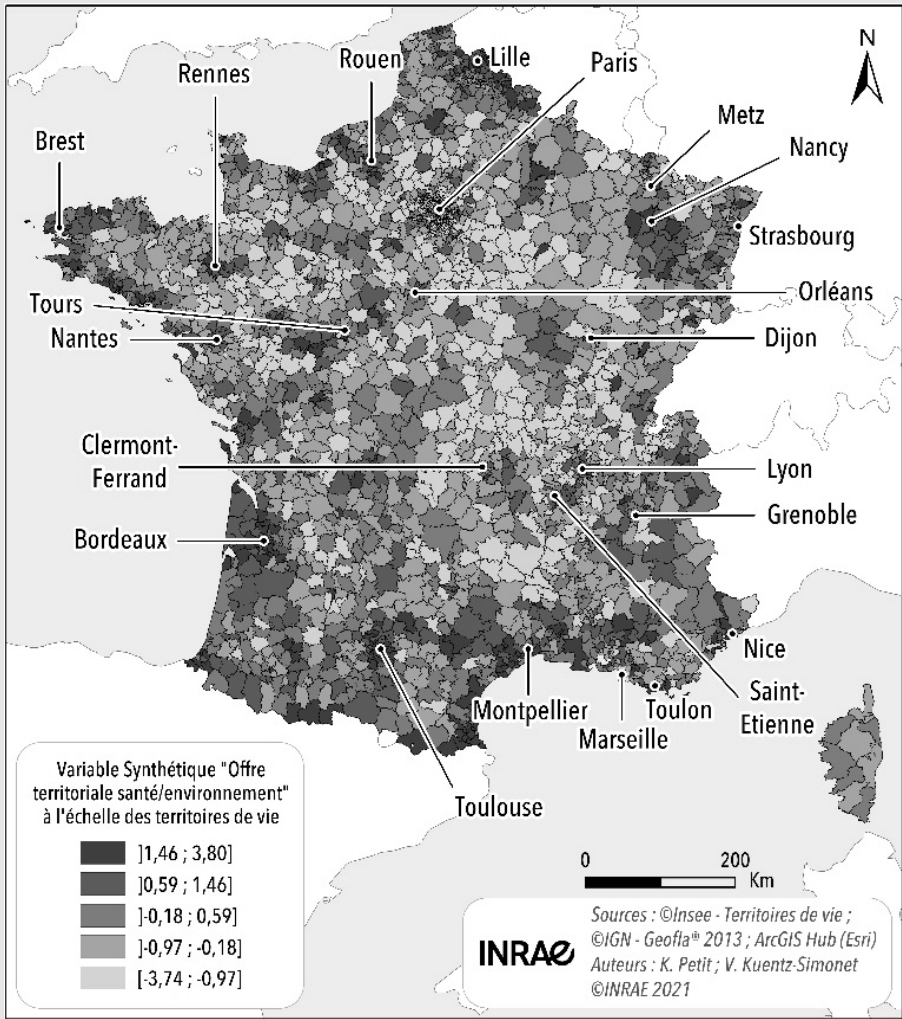 N
Lille
Rouen
Paris
Rennes
Metz
Brest
Nancy
Strasbourg
Orléans
Tours
Nantes
Dijon
Clermont-
Ferrand
Lyon
Grenoble
Bordeaux
Nice
Saint-
Etienne
Montpellier
Toulon
Marseille
Toulouse
Variable Synthétique "Offre
territoriale santé/environnement"
à l'échelle des territoires de vie
]1,46 ; 3,80]
]0,59 ; 1,46]
]-0,18 ; 0,59]
]-0,97 ; -0,18]
[-3,74 ; -0,97]
0 200
Km
INRAE
Sources : ©Insee - Territoires de vie ;
©IGN - Geofla® 2013 ; ArcGIS Hub (Esri)
Auteurs : K. Petit ; V. Kuentz-Simonet
©INRAE 2021